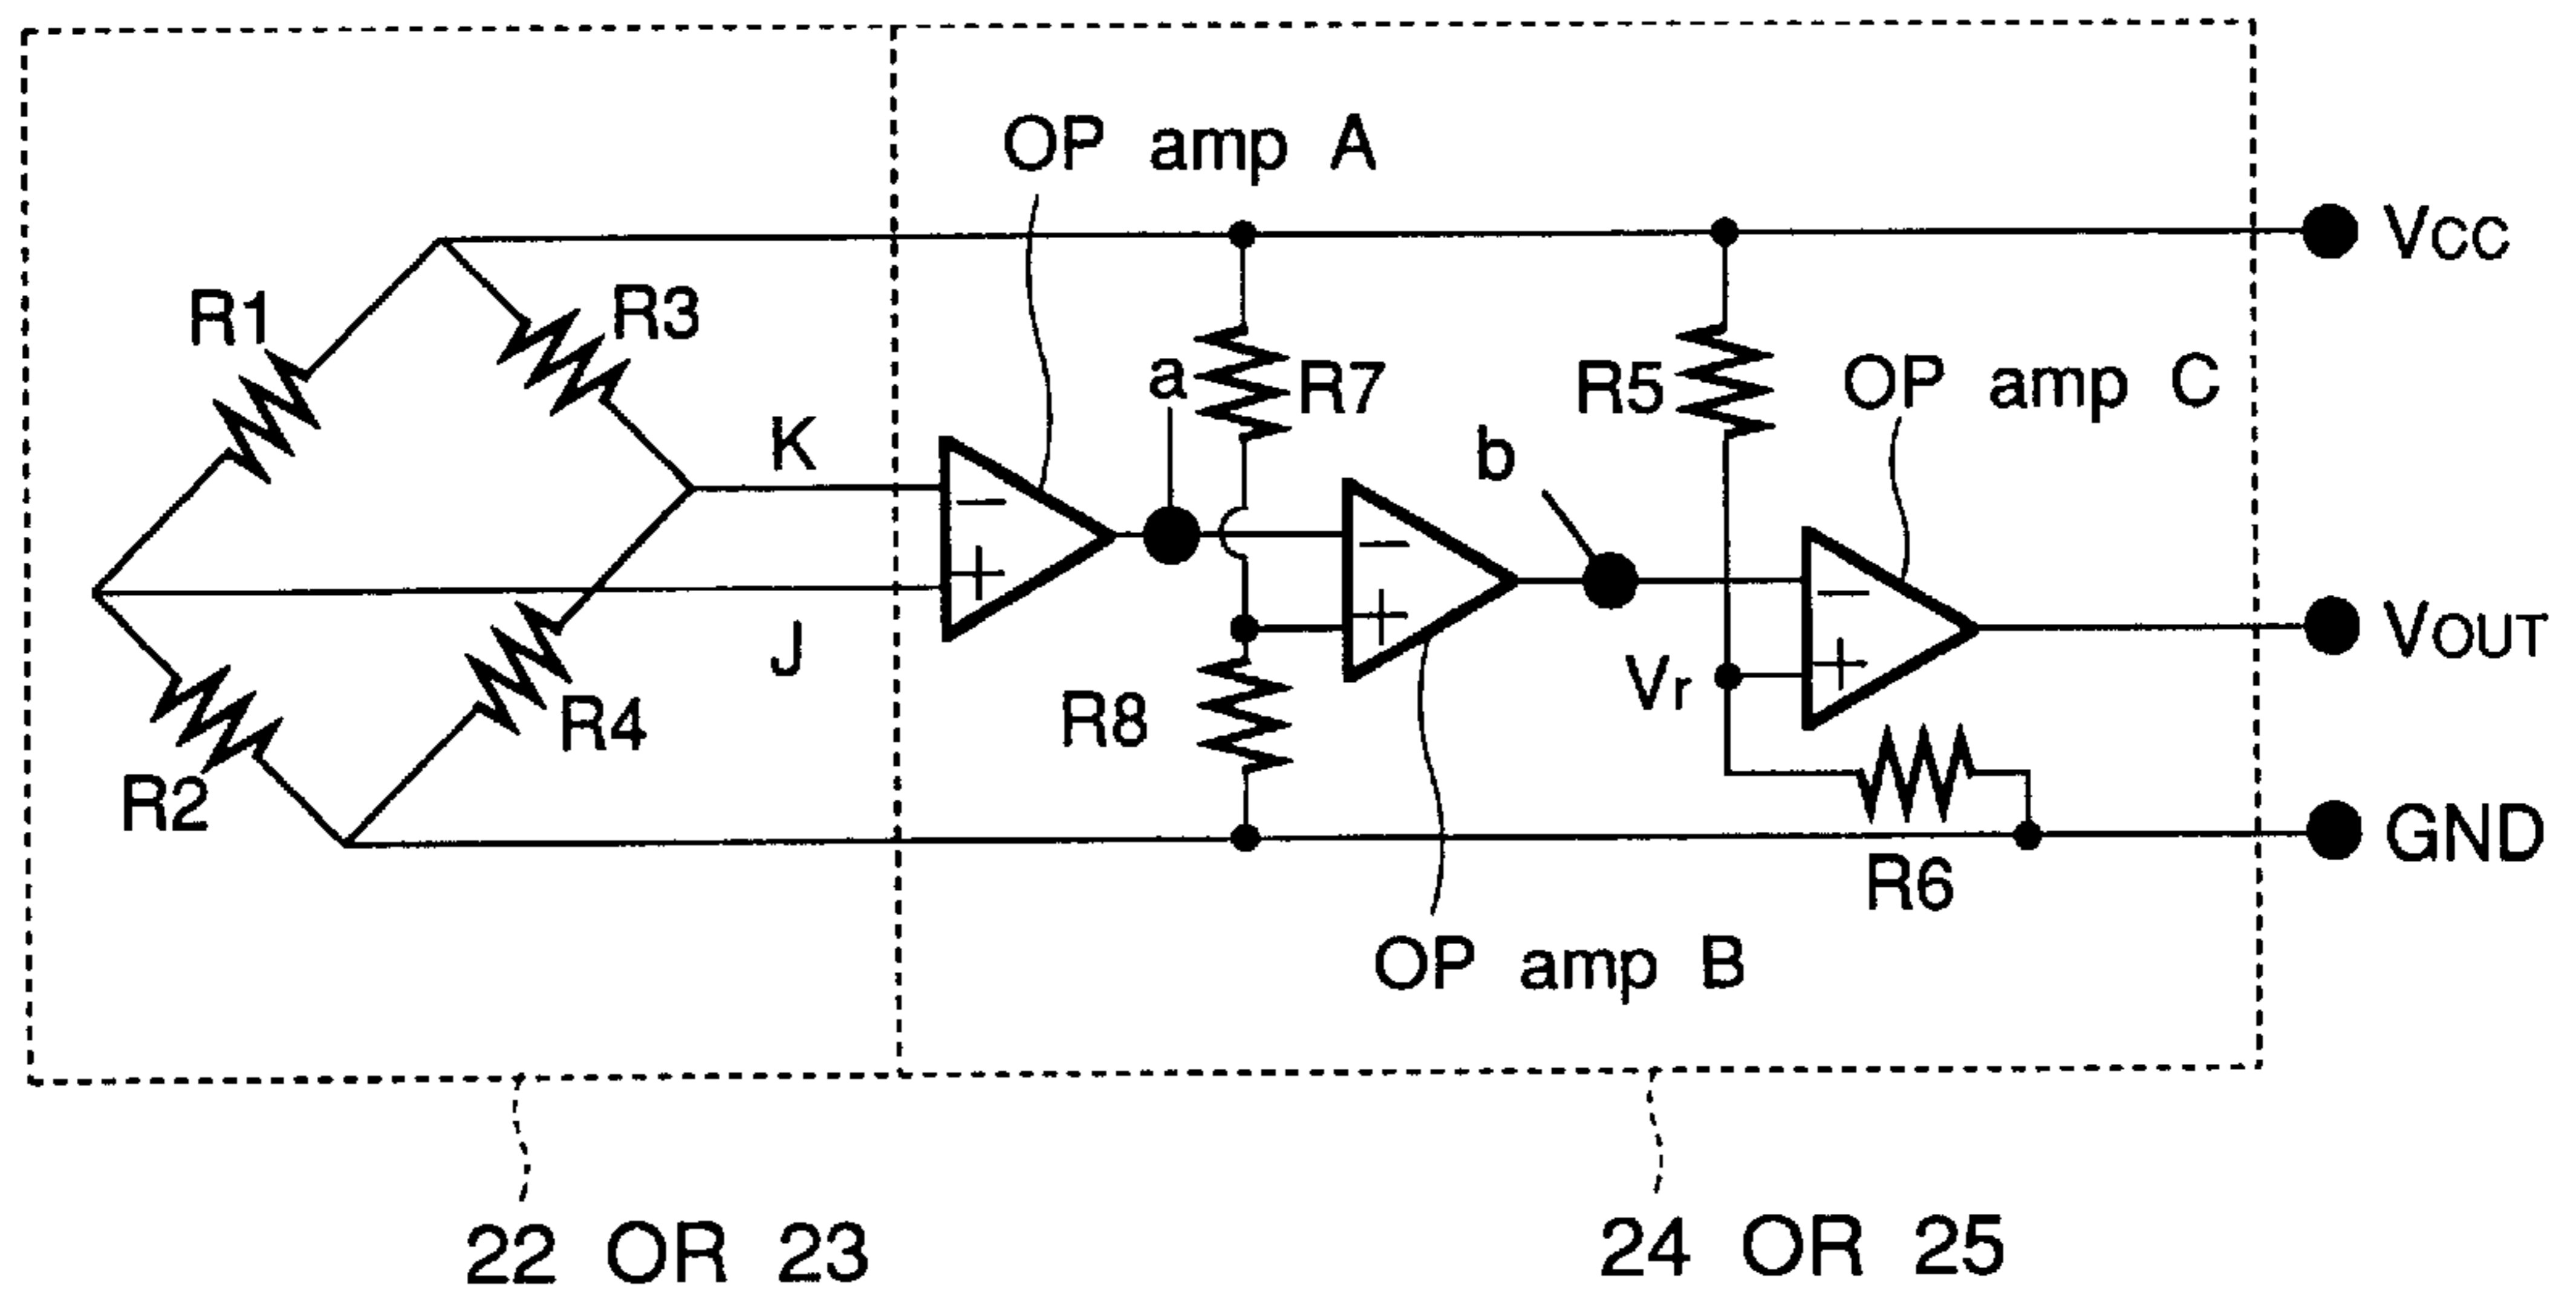 OP amp A
VCC
R1
R3
a
R7
R5
OP amp C
K
b
−
+
−
+
−
+
J
VOUT
Vr
R8
R4
R2
GND
R6
OP amp B
22 OR 23
24 OR 25